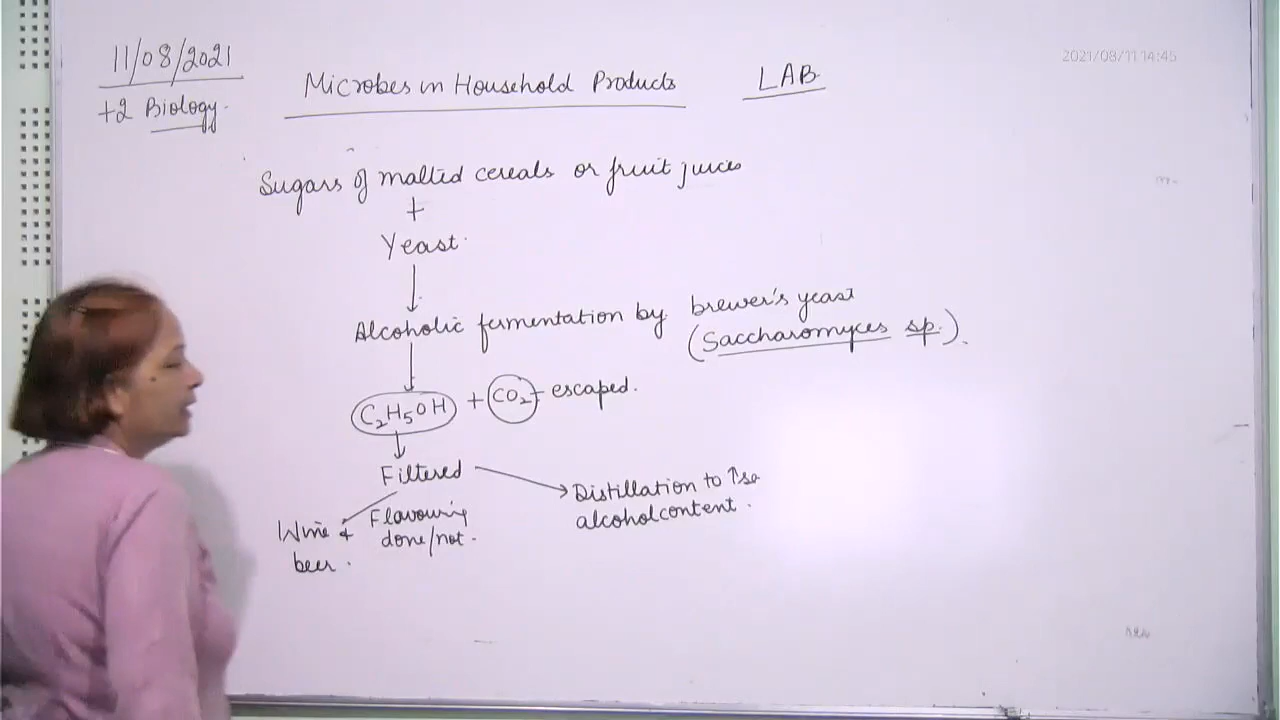 11/08/2021
+2 Biology.
Microbes in Household Products
LAB
2021/08/11 14:45
Sugars of malted cereals or fruit juices
+
Yeast.
↓
Alcoholic fermentation by brewer's yeast
(Saccharomyces sp.).
↓
C₂H₅OH + CO₂ → escaped.
↓
Filtered → Distillation to ↑se
alcohol content.
Wine & Flavouring
beer. done/not.